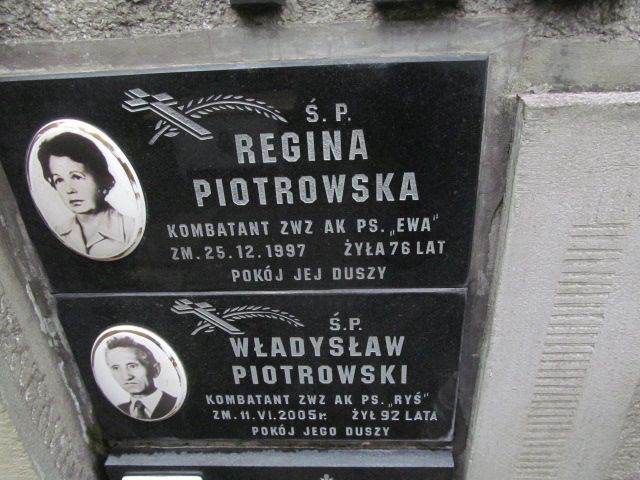 Ś. P.
REGINA
PIOTROWSKA
KOMBATANT ZWZ AK PS. „EWA"
ZM. 25.12.1997 ŻYŁA 76 LAT
POKÓJ JEJ DUSZY
Ś.P.
WŁADYSŁAW
PIOTROWSKI
KOMBATANT ZWZ AK PS. „RYŚ"
ZM. 11.VI.2005r. ŻYŁ 92 LATA
POKÓJ JEGO DUSZY